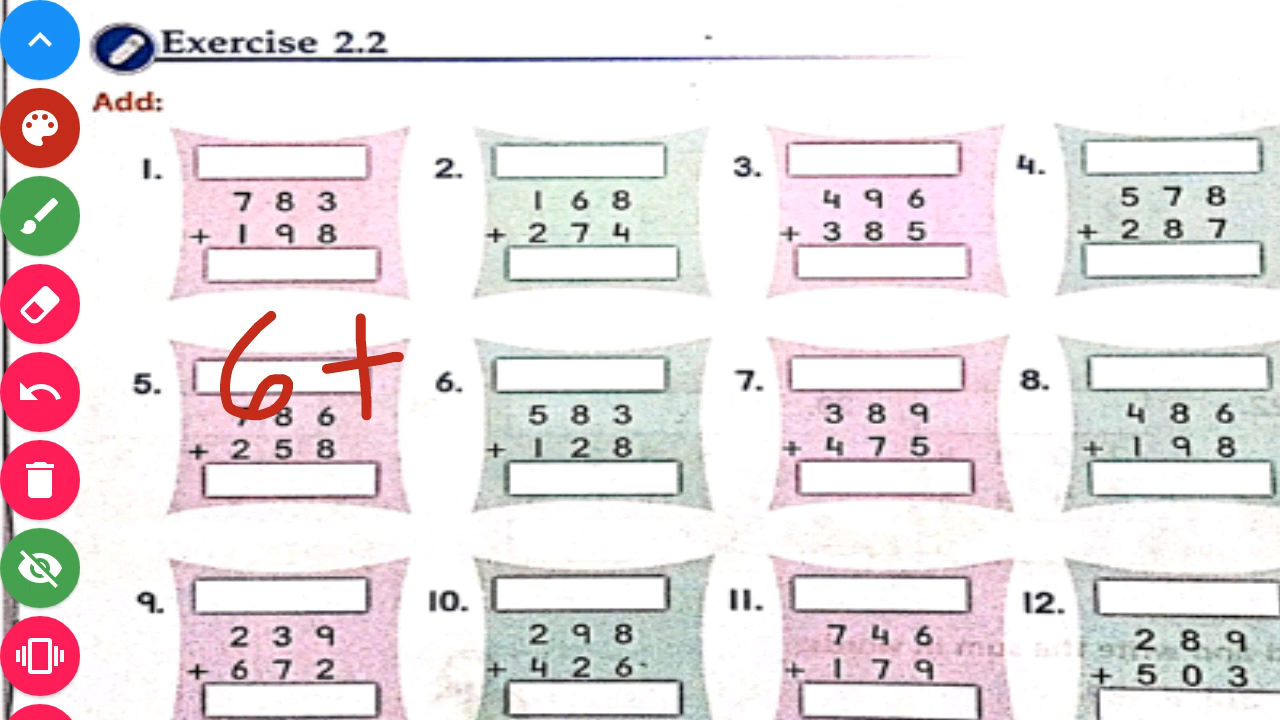 Exercise 2.2
Add:
1. 2. 3. 4.
7 8 3 1 6 8 4 9 6 5 7 8
+ 1 9 8 + 2 7 4 + 3 8 5 + 2 8 7
6+
5. 6. 7. 8.
7 8 6 5 8 3 3 8 9 4 8 6
+ 2 5 8 + 1 2 8 + 4 7 5 + 1 9 8
9. 10. 11. 12.
2 3 9 2 9 8 7 4 6 2 8 9
+ 6 7 2 + 4 2 6 + 1 7 9 + 5 0 3